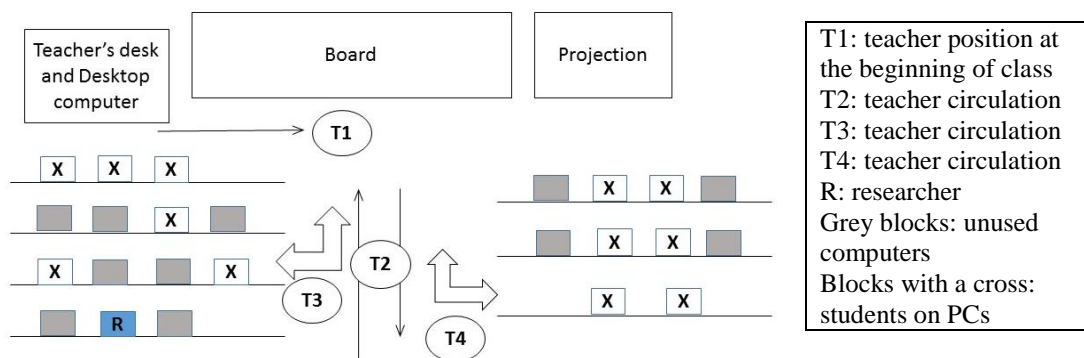 Teacher's desk
and Desktop
computer
Board
Projection
T1
X X X
X
X X
R
T2
T3
T4
X X
X X
X X
T1: teacher position at
the beginning of class
T2: teacher circulation
T3: teacher circulation
T4: teacher circulation
R: researcher
Grey blocks: unused
computers
Blocks with a cross:
students on PCs